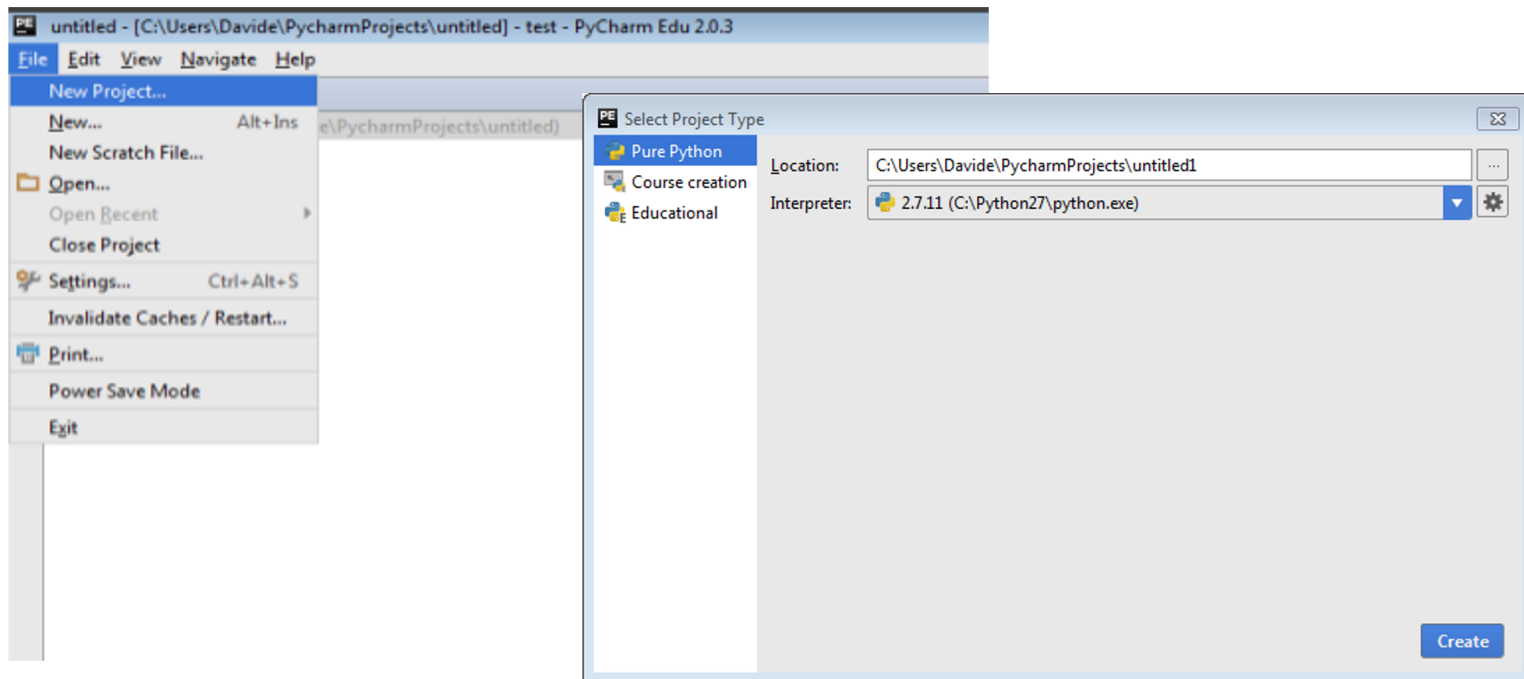 PE untitled - [C:\Users\Davide\PycharmProjects\untitled] - test - PyCharm Edu 2.0.3
File Edit View Navigate Help
New Project...
New... Alt+Ins
e\PycharmProjects\untitled)
New Scratch File...
Open...
Open Recent
Close Project
Settings... Ctrl+Alt+S
Invalidate Caches / Restart...
Print...
Power Save Mode
Exit
PE Select Project Type
Pure Python
Course creation
E Educational
Location: C:\Users\Davide\PycharmProjects\untitled1 ...
Interpreter: 2.7.11 (C:\Python27\python.exe)
Create